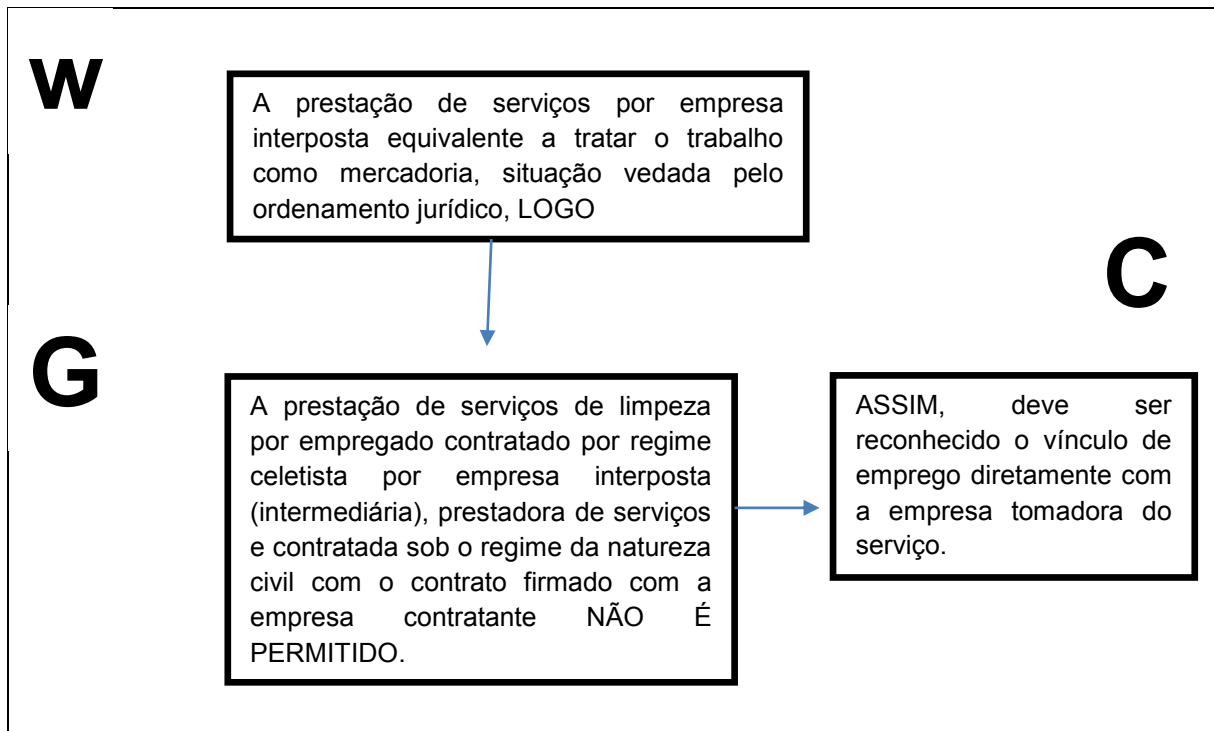 W
A prestação de serviços por empresa
interposta equivalente a tratar o trabalho
como mercadoria, situação vedada pelo
ordenamento jurídico, LOGO
C
G
A prestação de serviços de limpeza
por empregado contratado por regime
celetista por empresa interposta
(intermediária), prestadora de serviços
e contratada sob o regime da natureza
civil com o contrato firmado com a
empresa contratante NÃO É
PERMITIDO.
ASSIM, deve ser
reconhecido o vínculo de
emprego diretamente com
a empresa tomadora do
serviço.